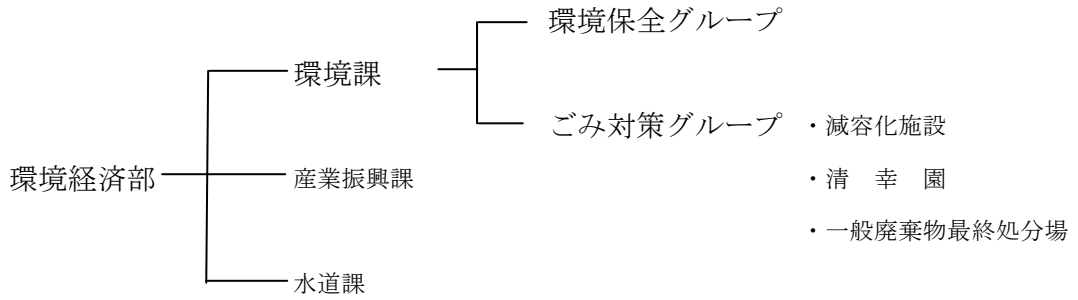 環境保全グループ
環境課
ごみ対策グループ ・減容化施設
環境経済部
産業振興課
・清 幸 園
・一般廃棄物最終処分場
水道課